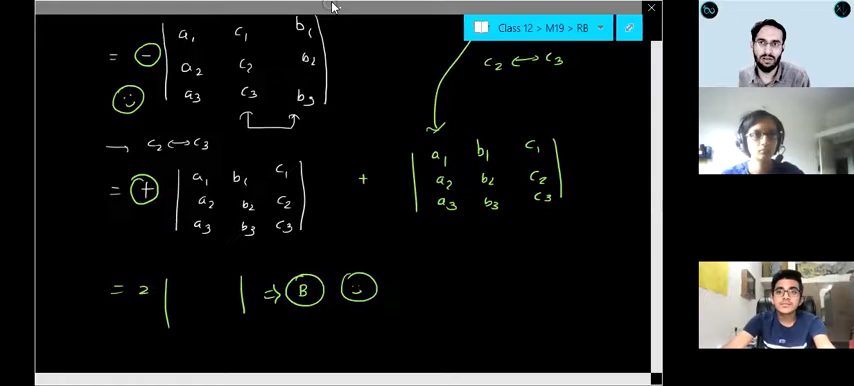 Class 12 > M19 > RB
= - | a1 c1 b1 |
| a2 c2 b2 |
| a3 c3 b3 |
c2 ↔ c3
→ c2 ↔ c3
= + | a1 b1 c1 | + | a1 b1 c1 |
| a2 b2 c2 | | a2 b2 c2 |
| a3 b3 c3 | | a3 b3 c3 |
= 2 | | ⇒ B